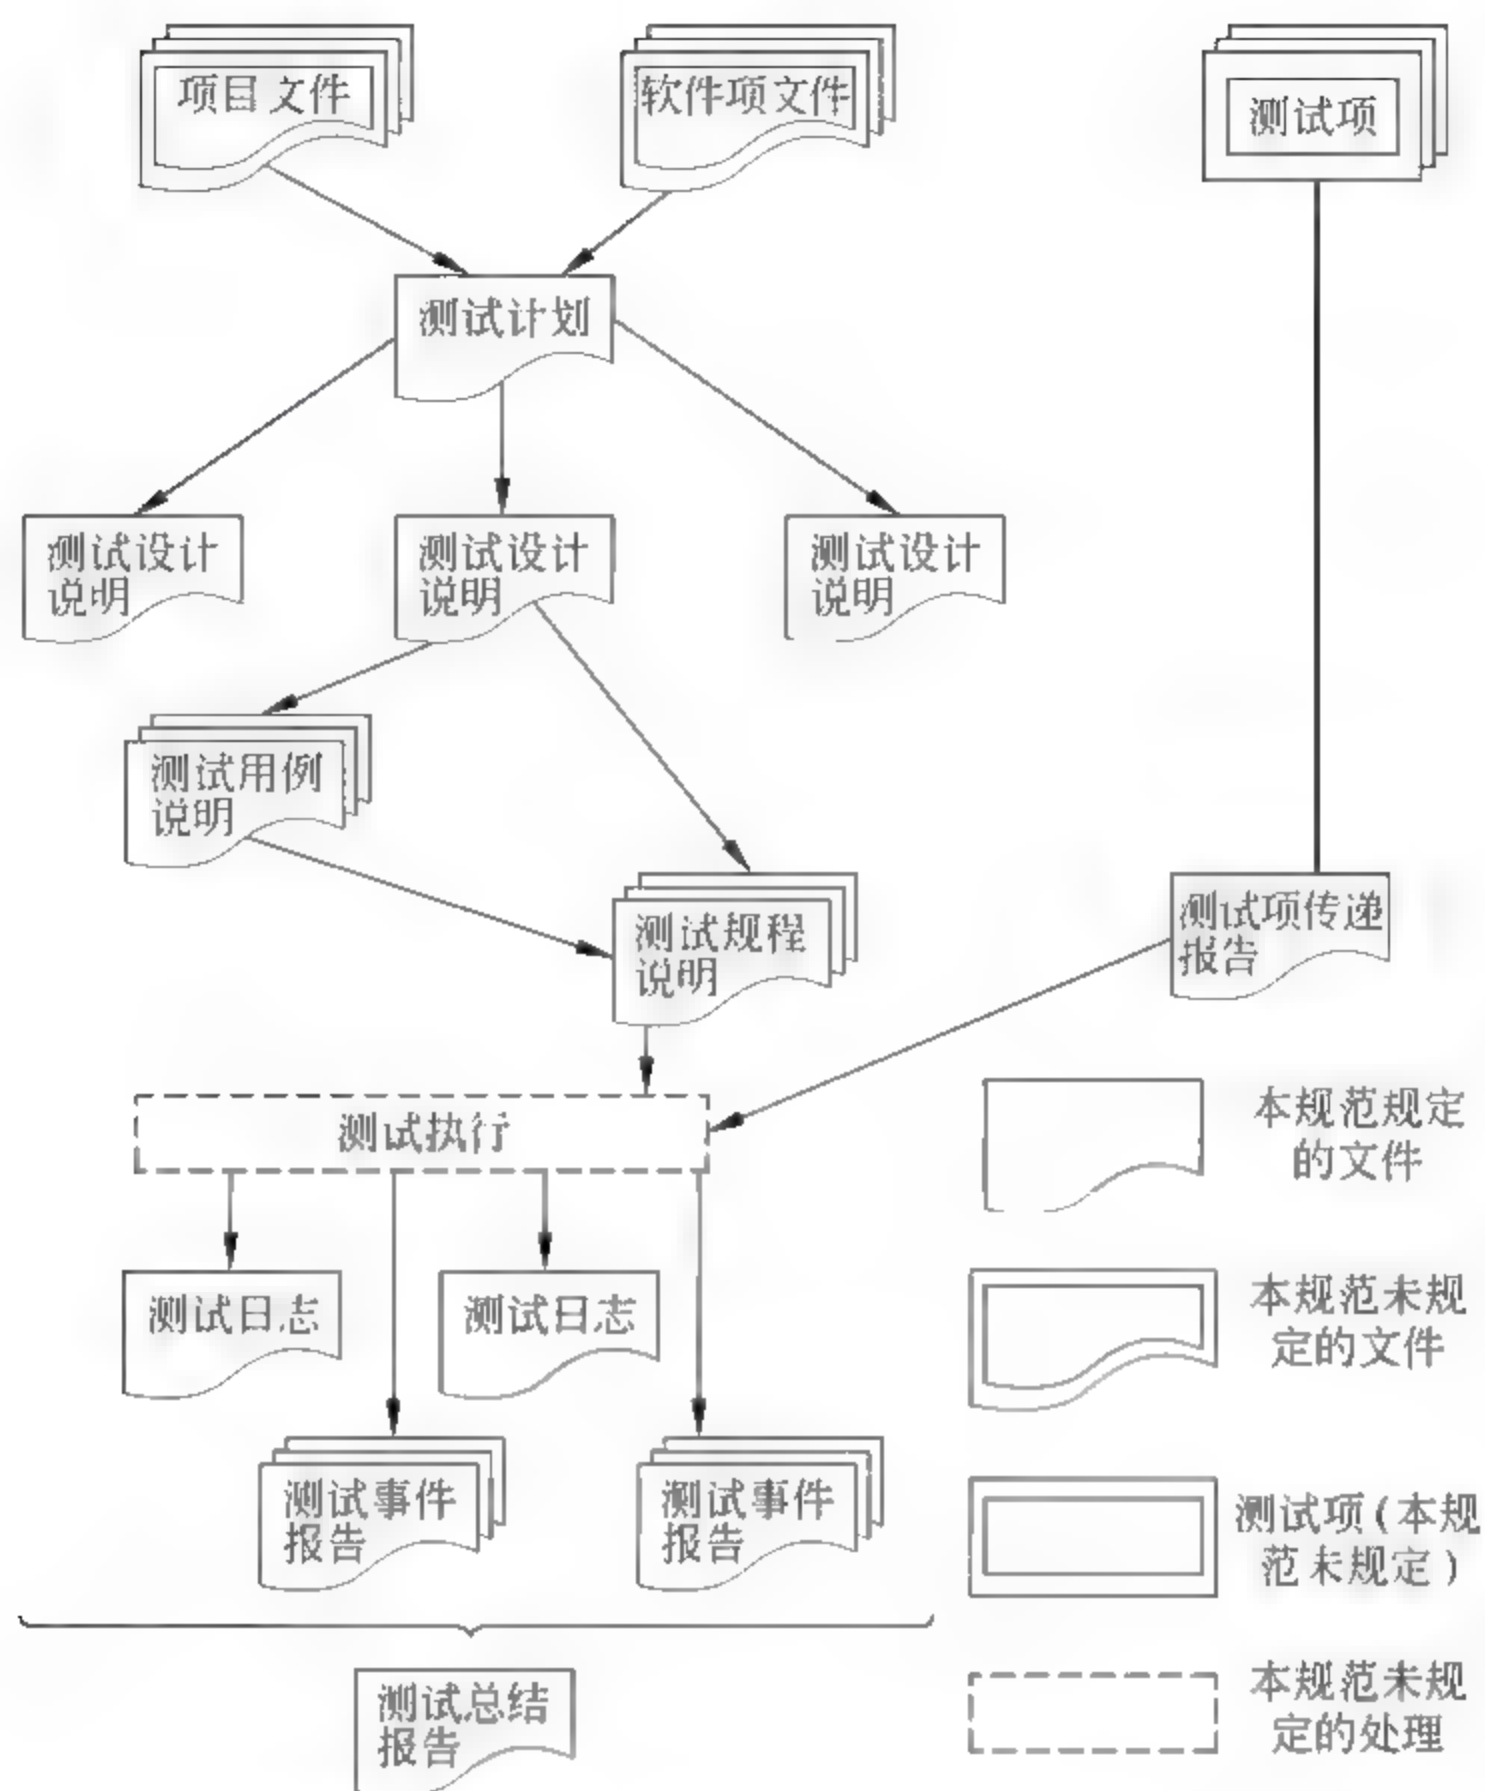 项目文件
软件项文件
测试项
测试计划
测试设计
说明
测试设计
说明
测试设计
说明
测试用例
说明
测试规程
说明
测试项传递
报告
测试执行
测试日志
测试日志
测试事件
报告
测试事件
报告
测试总结
报告
本规范规定
的文件
本规范未规
定的文件
测试项(本规
范未规定)
本规范未规
定的处理